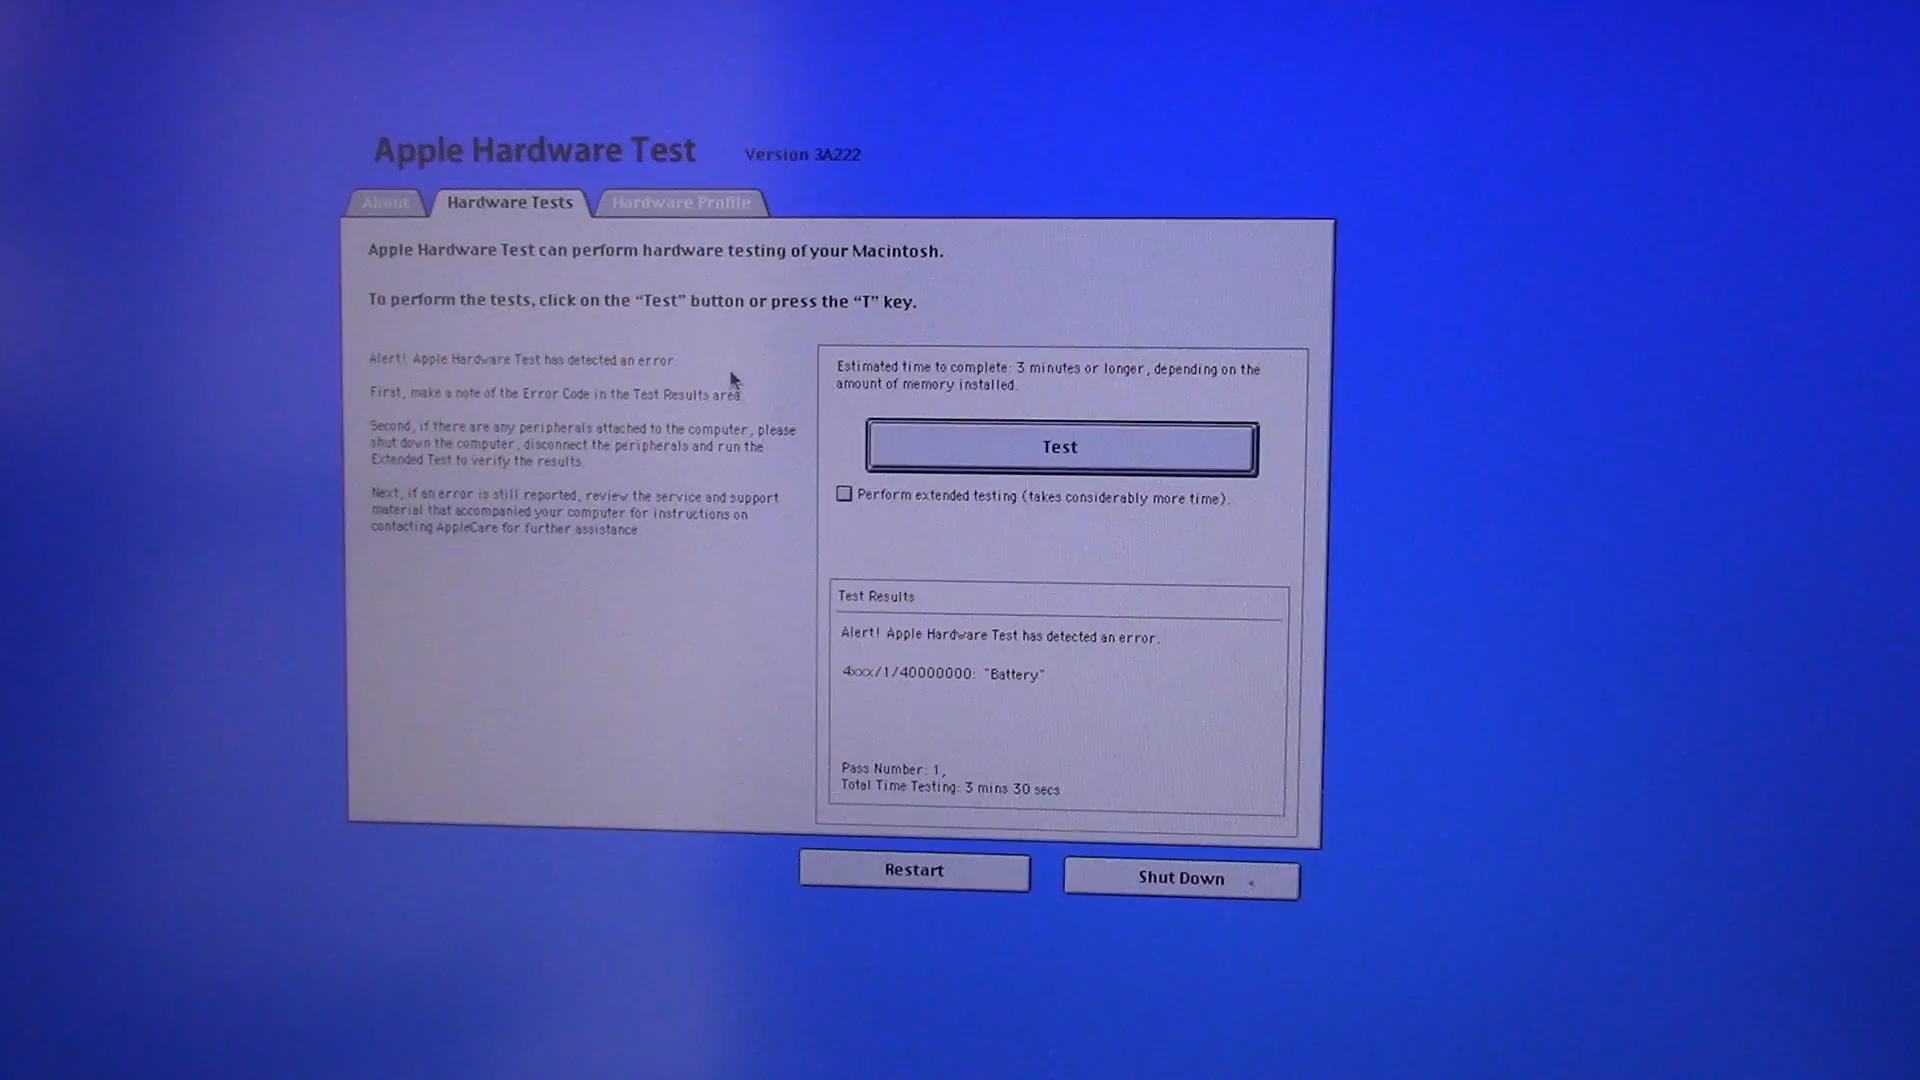 Apple Hardware Test Version 3A222
About Hardware Tests Hardware Profile
Apple Hardware Test can perform hardware testing of your Macintosh.
To perform the tests, click on the “Test” button or press the “T” key.
Alert! Apple Hardware Test has detected an error.
First, make a note of the Error Code in the Test Results area
Second, if there are any peripherals attached to the computer, please
shut down the computer, disconnect the peripherals and run the
Extended Test to verify the results.
Next, if an error is still reported, review the service and support
material that accompanied your computer for instructions on
contacting AppleCare for further assistance
Estimated time to complete: 3 minutes or longer, depending on the
amount of memory installed.
Test
Perform extended testing (takes considerably more time).
Test Results
Alert! Apple Hardware Test has detected an error.
4xxx/1/40000000: "Battery"
Pass Number: 1,
Total Time Testing: 3 mins 30 secs
Restart
Shut Down